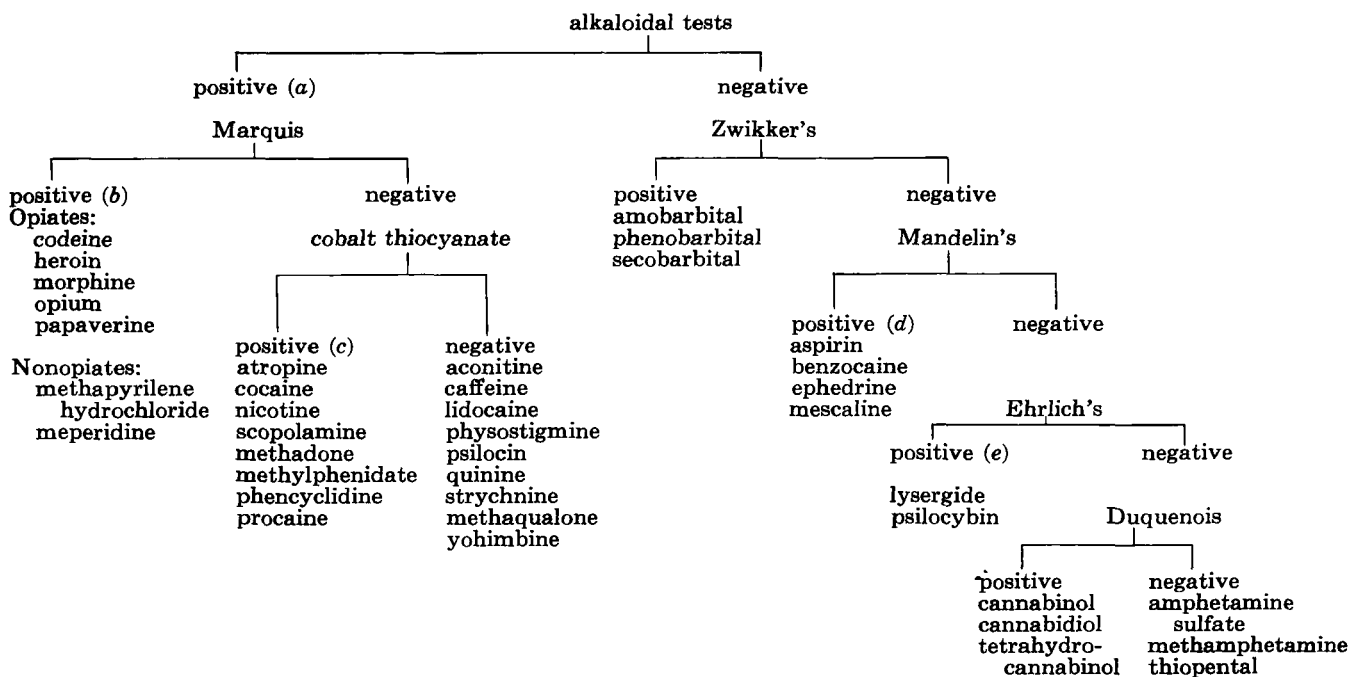 alkaloidal tests
positive (a)
negative
Marquis
Zwikker's
positive (b)
Opiates:
codeine
heroin
morphine
opium
papaverine
Nonopiates:
methapyrilene
hydrochloride
meperidine
negative
cobalt thiocyanate
positive (c)
atropine
cocaine
nicotine
scopolamine
methadone
methylphenidate
phencyclidine
procaine
negative
aconitine
caffeine
lidocaine
physostigmine
psilocin
quinine
strychnine
methaqualone
yohimbine
positive
amobarbital
phenobarbital
secobarbital
negative
Mandelin's
positive (d)
aspirin
benzocaine
ephedrine
mescaline
negative
Ehrlich's
positive (e)
lysergide
psilocybin
negative
Duquenois
positive
cannabinol
cannabidiol
tetrahydro-
cannabinol
negative
amphetamine
sulfate
methamphetamine
thiopental